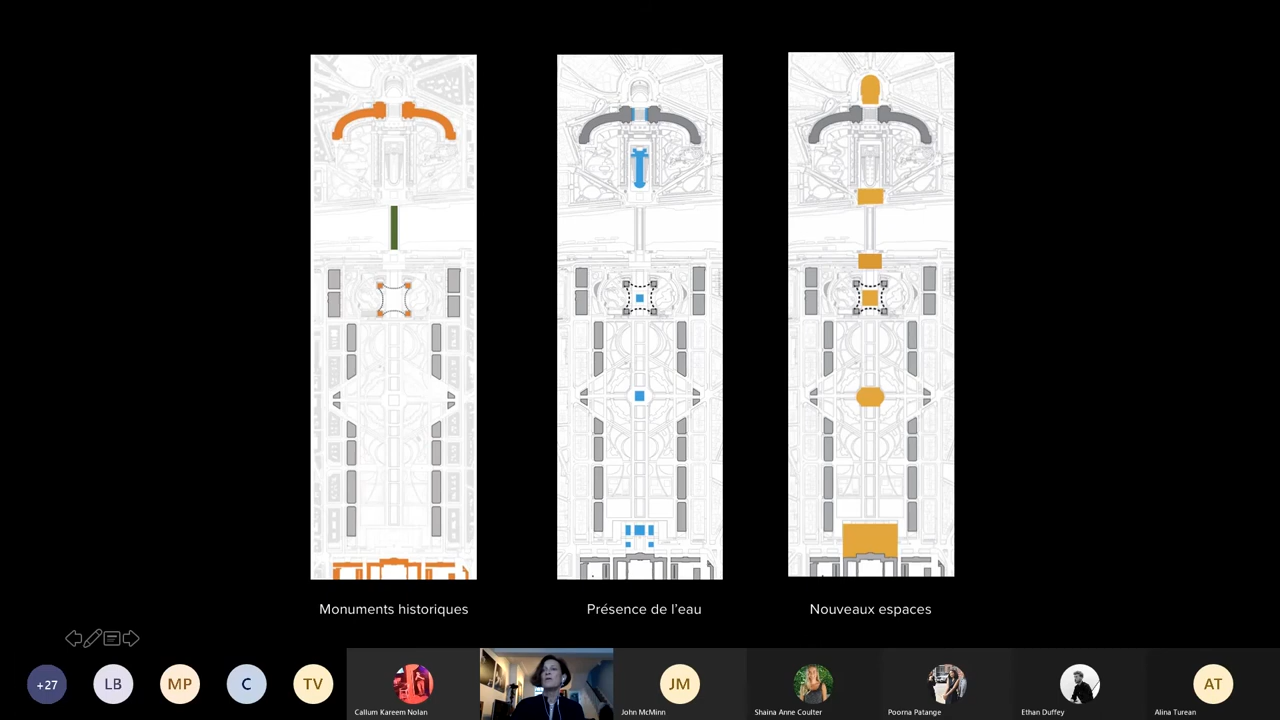 Monuments historiques
Présence de l'eau
Nouveaux espaces
+27
LB
MP
C
TV
JM
AT
Callum Kareem Nolan
John McMinn
Shaina Anne Coulter
Poorna Patange
Ethan Duffey
Alina Turean